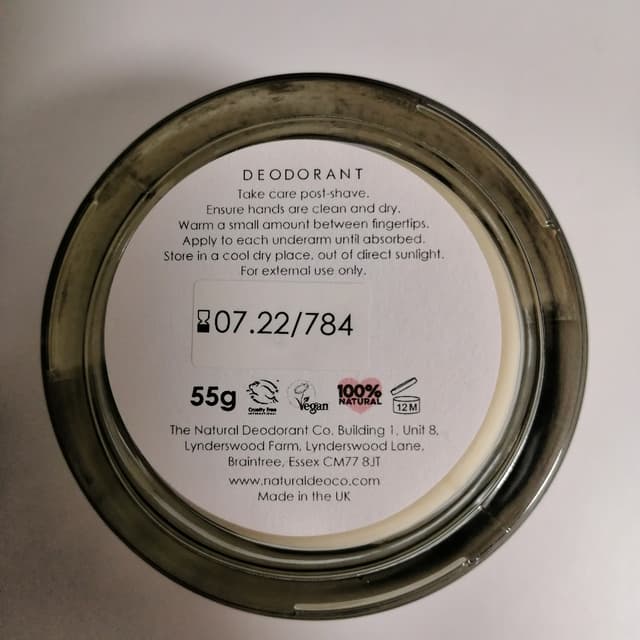 DEODORANT
Take care post-shave.
Ensure hands are clean and dry.
Warm a small amount between fingertips.
Apply to each underarm until absorbed.
Store in a cool dry place, out of direct sunlight.
For external use only.
07.22/784
55g
Cruelty free
INTERNATIONAL
Vegan
100%
NATURAL
12M
The Natural Deodorant Co, Building 1, Unit 8,
Lynderswood Farm, Lynderswood Lane,
Braintree, Essex CM77 8JT
www.naturaldeoco.com
Made in the UK